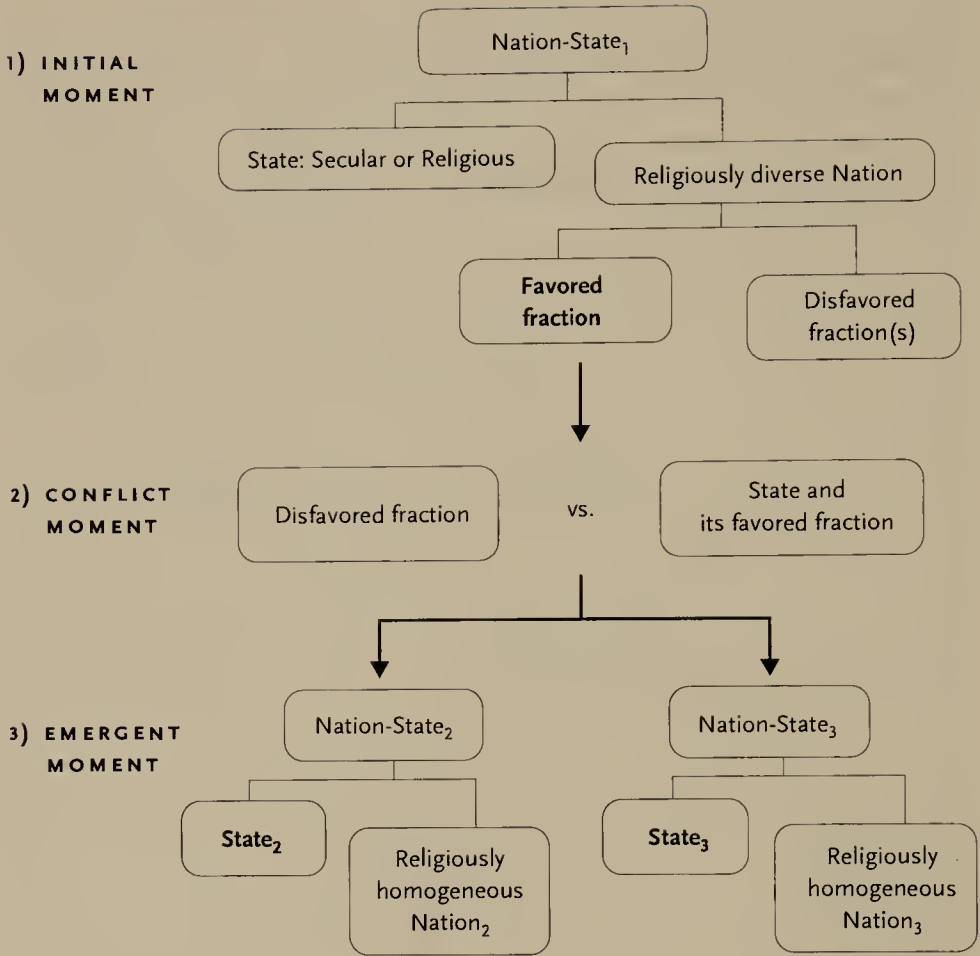 Nation-State₁
1) INITIAL
MOMENT
State: Secular or Religious
Religiously diverse Nation
Favored
fraction
Disfavored
fraction(s)
2) CONFLICT
MOMENT
Disfavored fraction
vs.
State and
its favored fraction
3) EMERGENT
MOMENT
Nation-State₂
Nation-State₃
State₂
Religiously
homogeneous
Nation₂
State₃
Religiously
homogeneous
Nation₃